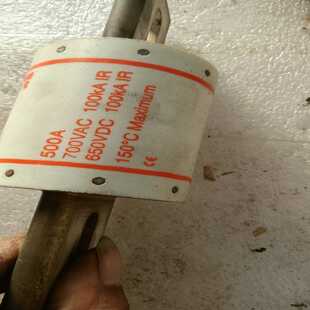 500A
700VAC 100kA IR
650VDC 100kA IR
150°C Maximum
CE